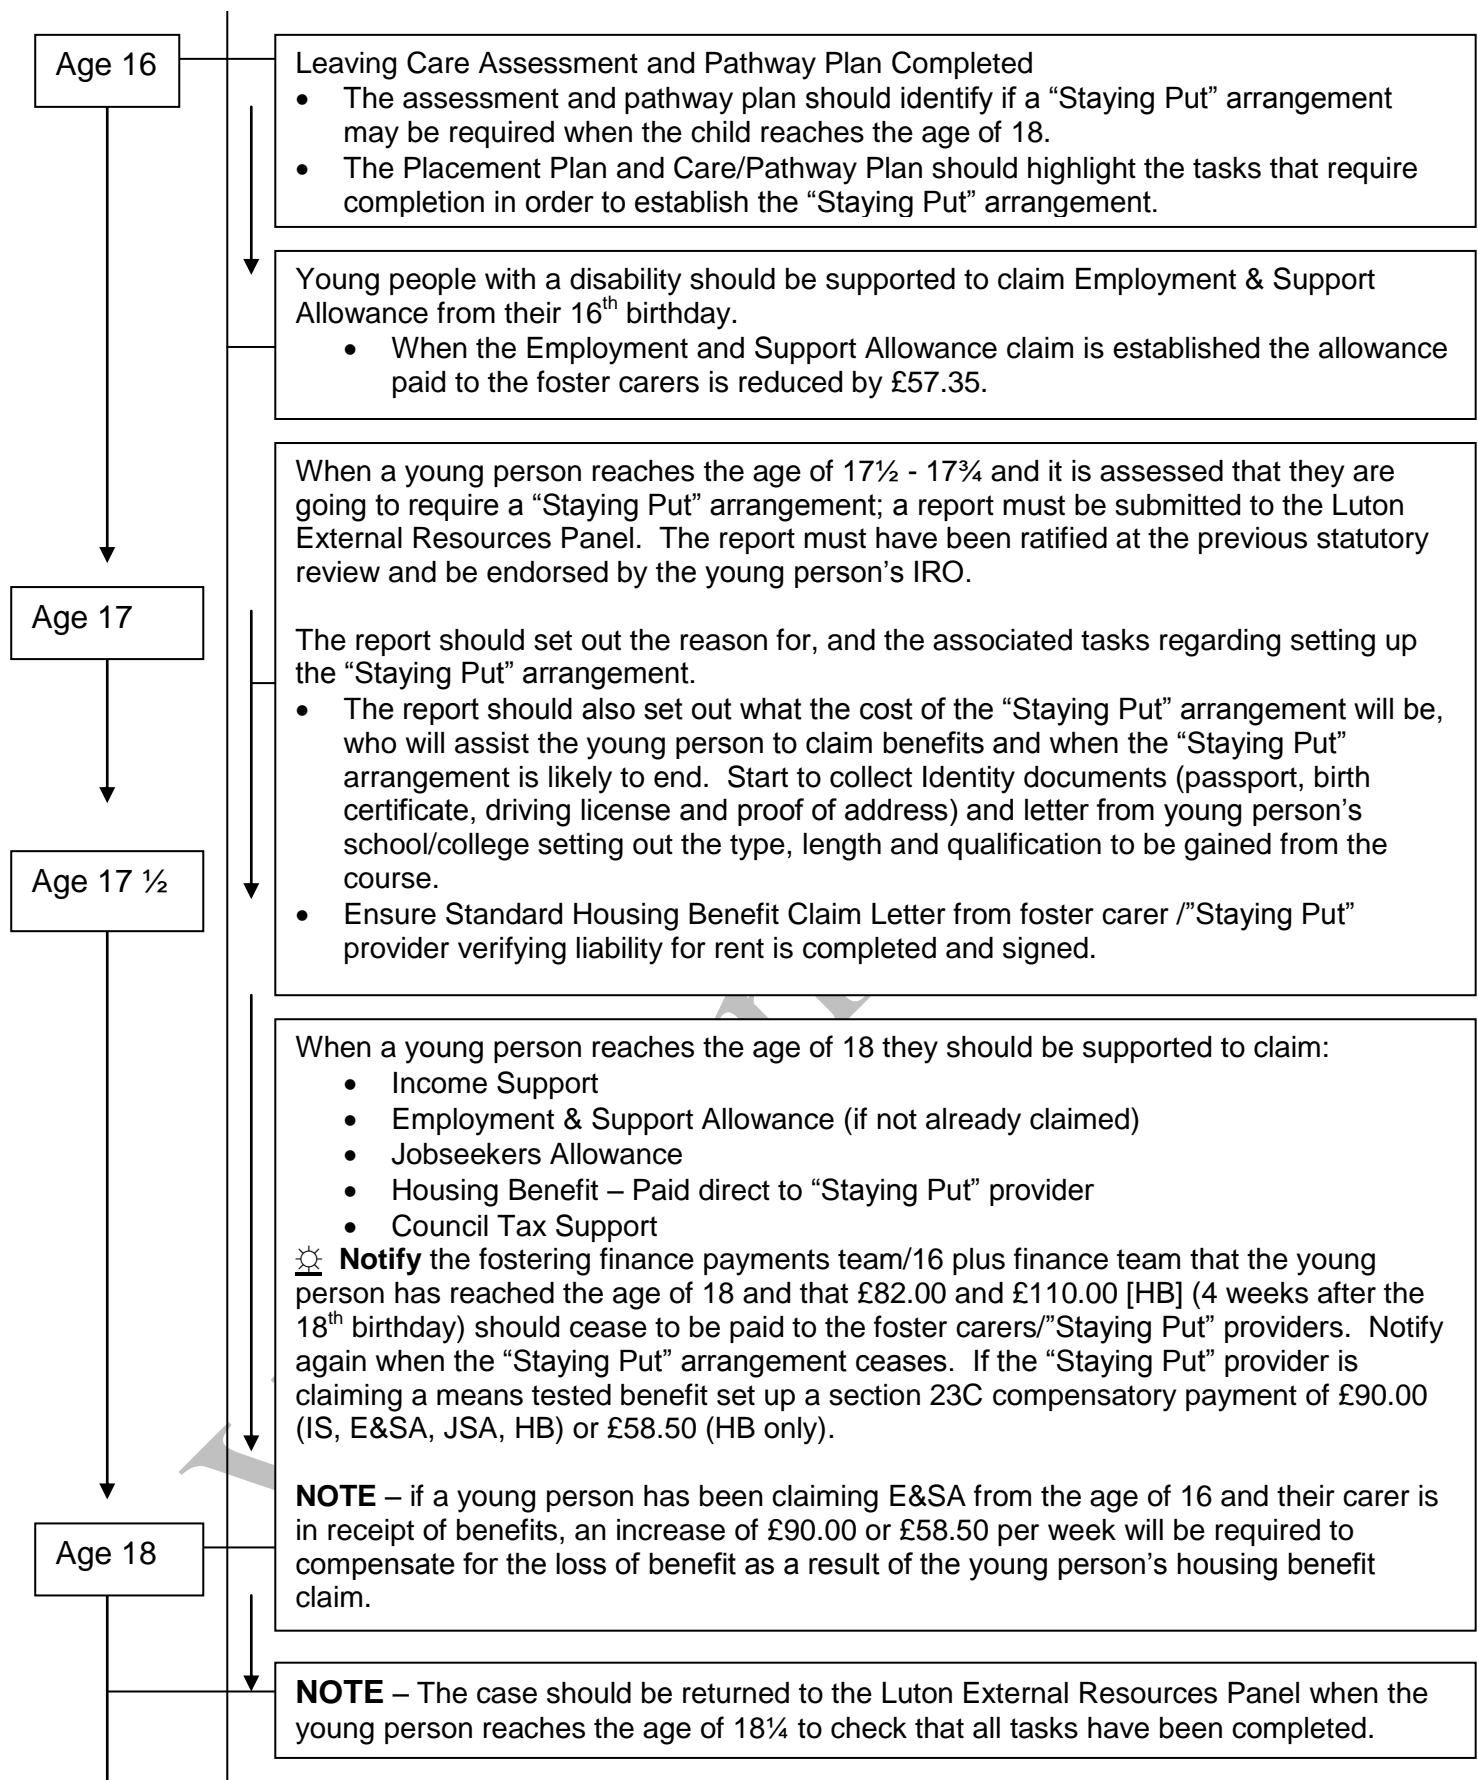 Age 16
Leaving Care Assessment and Pathway Plan Completed
• The assessment and pathway plan should identify if a “Staying Put” arrangement
may be required when the child reaches the age of 18.
• The Placement Plan and Care/Pathway Plan should highlight the tasks that require
completion in order to establish the “Staying Put” arrangement.
Young people with a disability should be supported to claim Employment & Support
Allowance from their 16th birthday.
• When the Employment and Support Allowance claim is established the allowance
paid to the foster carers is reduced by £57.35.
When a young person reaches the age of 17½ - 17¾ and it is assessed that they are
going to require a “Staying Put” arrangement; a report must be submitted to the Luton
External Resources Panel. The report must have been ratified at the previous statutory
review and be endorsed by the young person’s IRO.
Age 17
The report should set out the reason for, and the associated tasks regarding setting up
the “Staying Put” arrangement.
• The report should also set out what the cost of the “Staying Put” arrangement will be,
who will assist the young person to claim benefits and when the “Staying Put”
arrangement is likely to end. Start to collect Identity documents (passport, birth
certificate, driving license and proof of address) and letter from young person’s
school/college setting out the type, length and qualification to be gained from the
course.
Age 17 ½
• Ensure Standard Housing Benefit Claim Letter from foster carer /”Staying Put”
provider verifying liability for rent is completed and signed.
When a young person reaches the age of 18 they should be supported to claim:
• Income Support
• Employment & Support Allowance (if not already claimed)
• Jobseekers Allowance
• Housing Benefit – Paid direct to “Staying Put” provider
• Council Tax Support
☼ Notify the fostering finance payments team/16 plus finance team that the young
person has reached the age of 18 and that £82.00 and £110.00 [HB] (4 weeks after the
18th birthday) should cease to be paid to the foster carers/”Staying Put” providers. Notify
again when the “Staying Put” arrangement ceases. If the “Staying Put” provider is
claiming a means tested benefit set up a section 23C compensatory payment of £90.00
(IS, E&SA, JSA, HB) or £58.50 (HB only).
NOTE – if a young person has been claiming E&SA from the age of 16 and their carer is
in receipt of benefits, an increase of £90.00 or £58.50 per week will be required to
compensate for the loss of benefit as a result of the young person’s housing benefit
claim.
Age 18
NOTE – The case should be returned to the Luton External Resources Panel when the
young person reaches the age of 18¼ to check that all tasks have been completed.